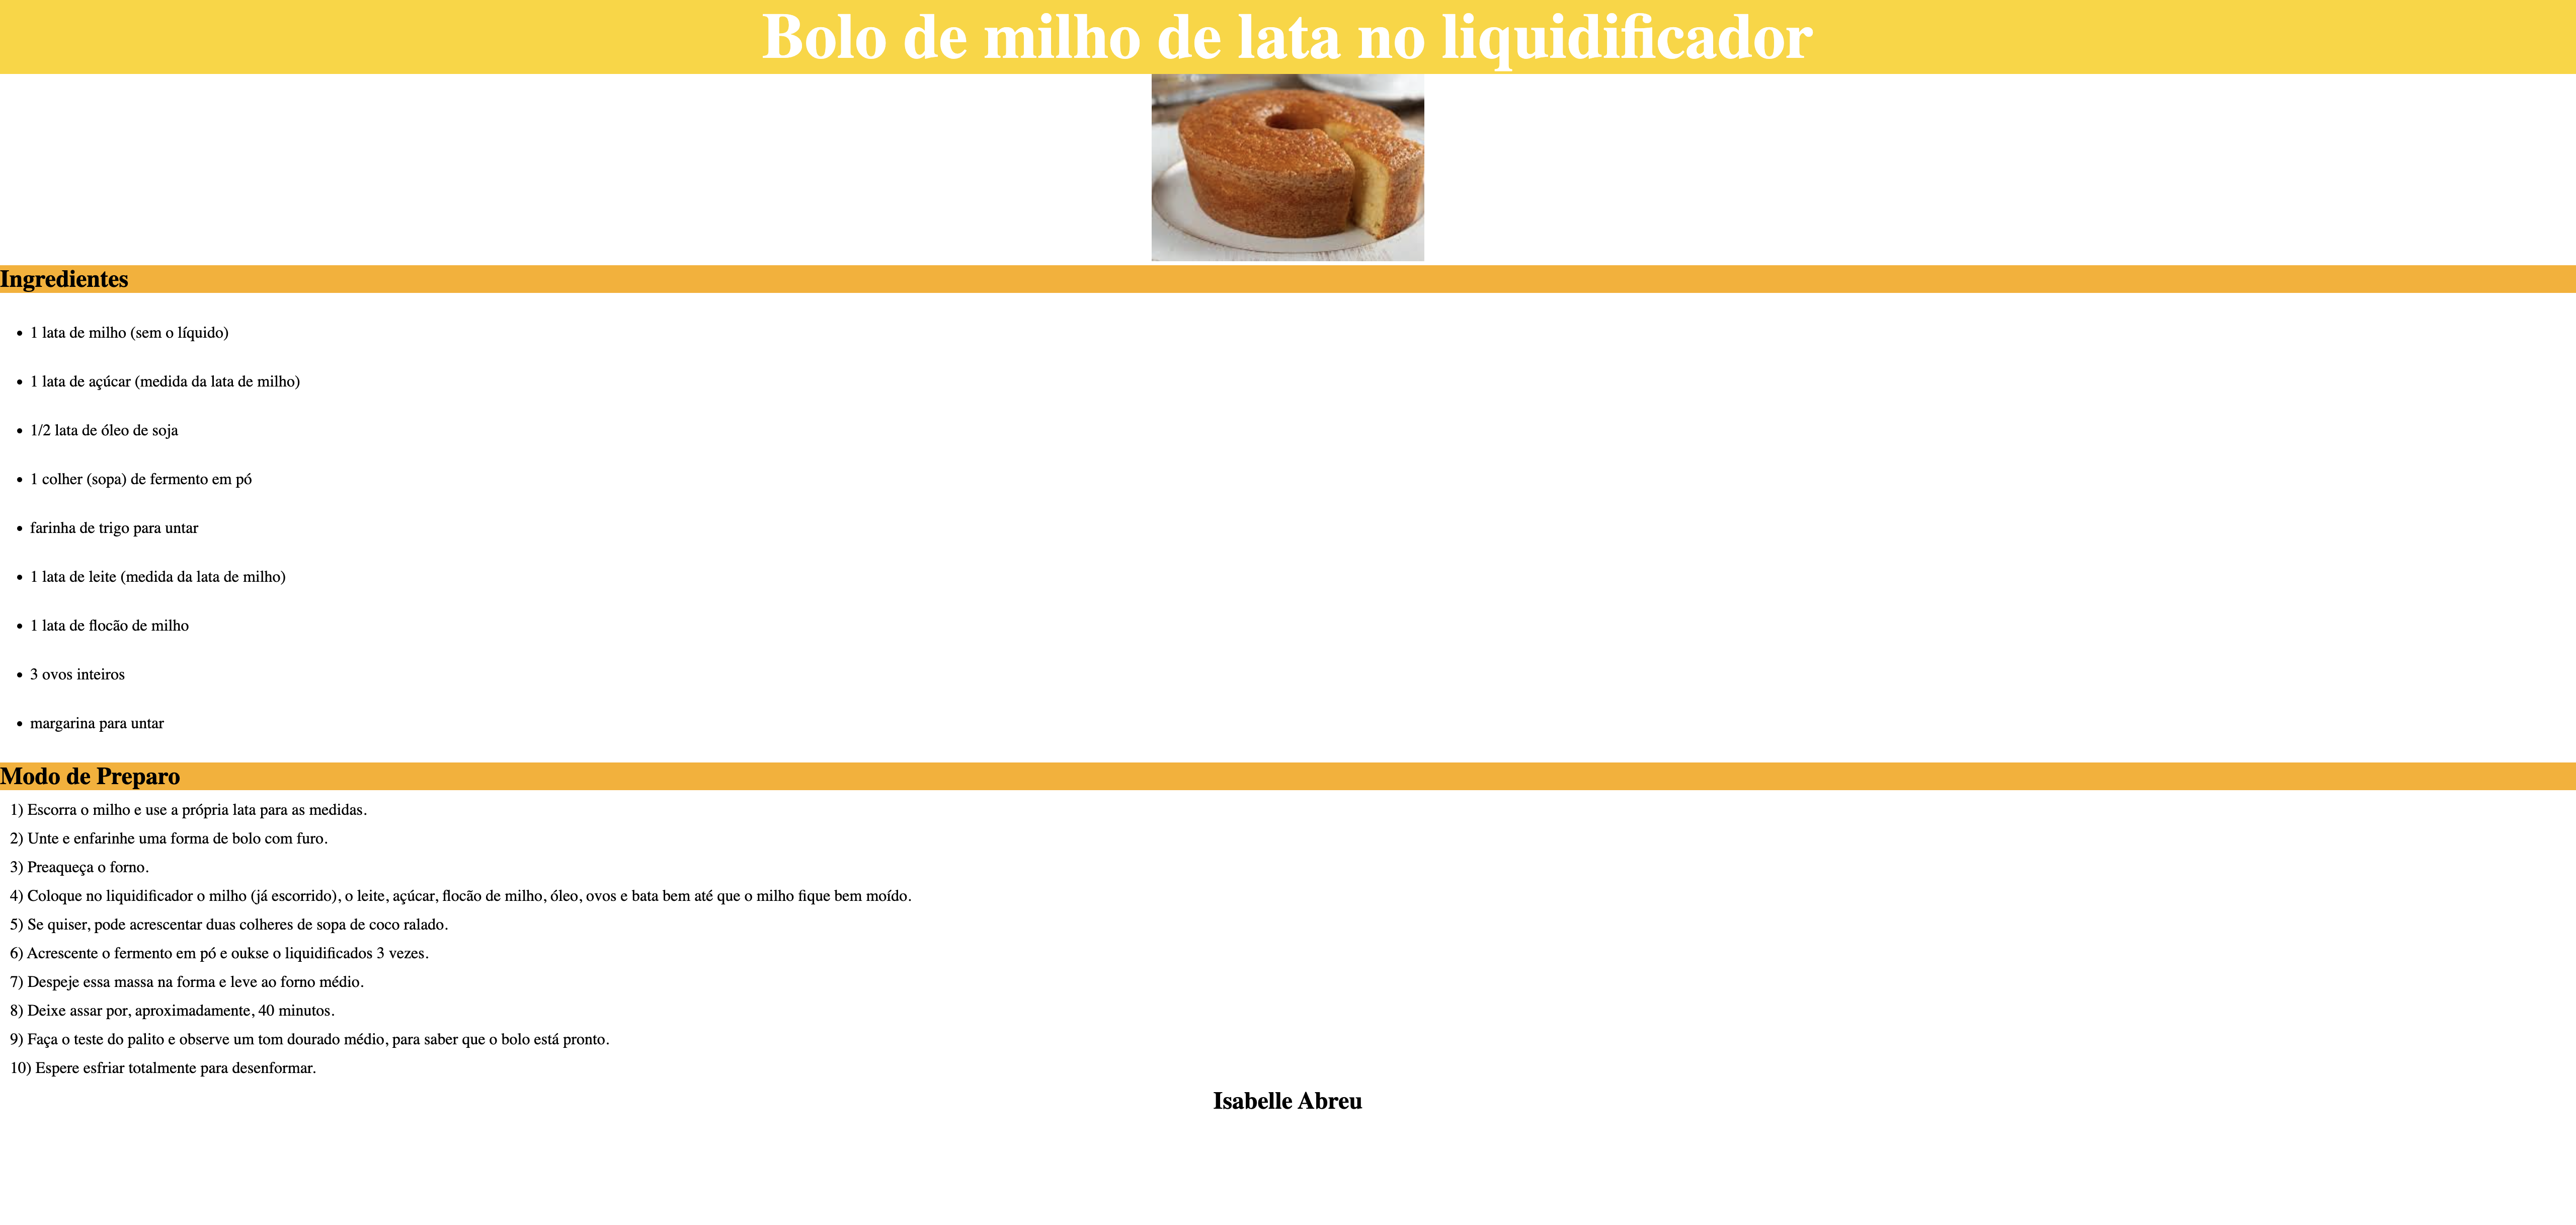 Bolo de milho de lata no liquidificador
Ingredientes
• 1 lata de milho (sem o líquido)
• 1 lata de açúcar (medida da lata de milho)
• 1/2 lata de óleo de soja
• 1 colher (sopa) de fermento em pó
• farinha de trigo para untar
• 1 lata de leite (medida da lata de milho)
• 1 lata de flocão de milho
• 3 ovos inteiros
• margarina para untar
Modo de Preparo
1) Escorra o milho e use a própria lata para as medidas.
2) Unte e enfarinhe uma forma de bolo com furo.
3) Preaqueça o forno.
4) Coloque no liquidificador o milho (já escorrido), o leite, açúcar, flocão de milho, óleo, ovos e bata bem até que o milho fique bem moído.
5) Se quiser, pode acrescentar duas colheres de sopa de coco ralado.
6) Acrescente o fermento em pó e oukse o liquidificados 3 vezes.
7) Despeje essa massa na forma e leve ao forno médio.
8) Deixe assar por, aproximadamente, 40 minutos.
9) Faça o teste do palito e observe um tom dourado médio, para saber que o bolo está pronto.
10) Espere esfriar totalmente para desenformar.
Isabelle Abreu